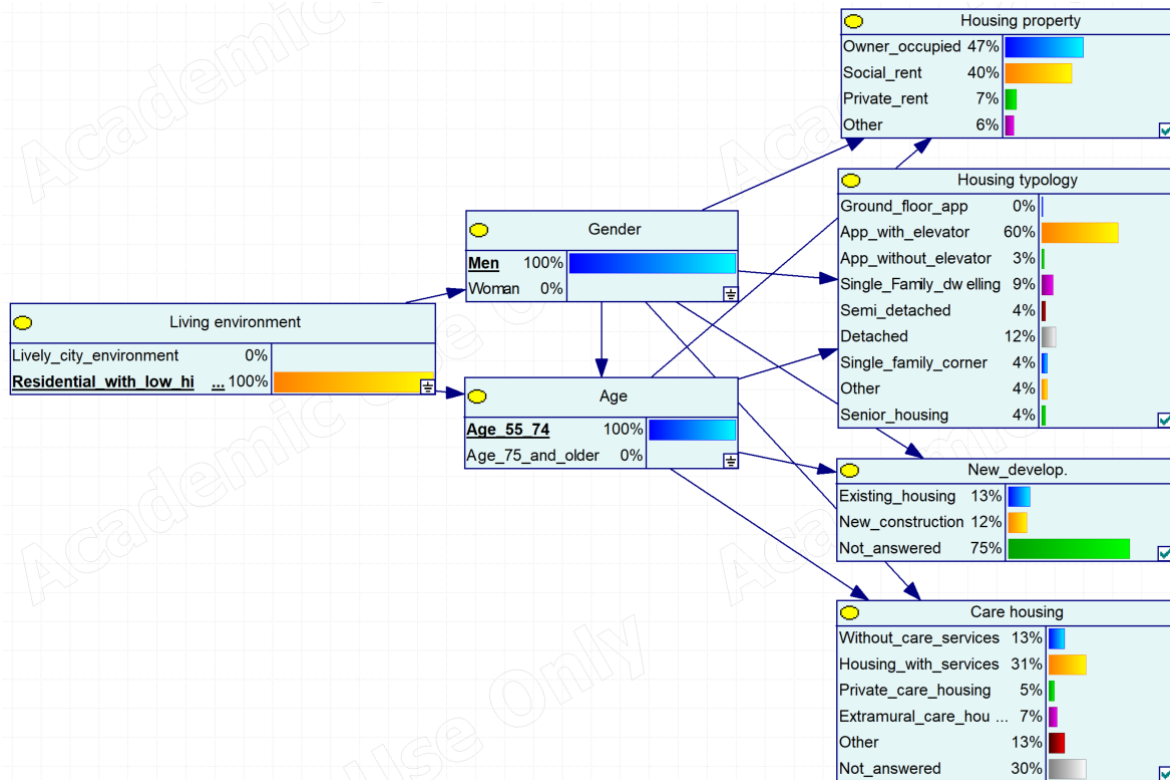 Housing property
Owner_occupied 47%
Social_rent 40%
Private_rent 7%
Other 6%
Housing typology
Ground_floor_app 0%
App_with_elevator 60%
App_without_elevator 3%
Single_Family_dw elling 9%
Semi_detached 4%
Detached 12%
Single_family_corner 4%
Other 4%
Senior_housing 4%
Gender
Men 100%
Woman 0%
Living environment
Lively_city_environment 0%
Residential_with_low_hi ... 100%
Age
Age_55_74 100%
Age_75_and_older 0%
New_develop.
Existing_housing 13%
New_construction 12%
Not_answered 75%
Care housing
Without_care_services 13%
Housing_with_services 31%
Private_care_housing 5%
Extramural_care_hou ... 7%
Other 13%
Not_answered 30%
Academic
Academic Use Only
Use Only